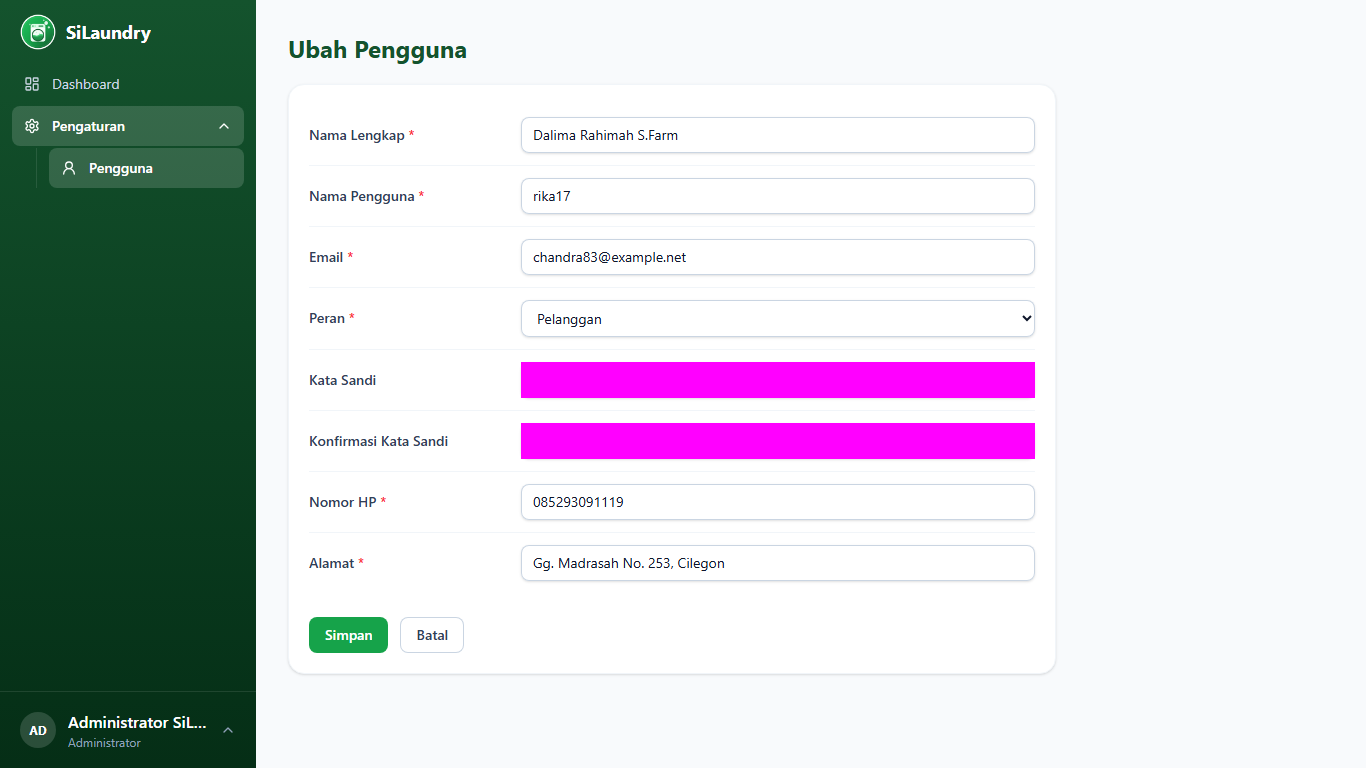 SiLaundry
Dashboard
Pengaturan
Pengguna
Ubah Pengguna
Nama Lengkap *
Dalima Rahimah S.Farm
Nama Pengguna *
rika17
Email *
chandra83@example.net
Peran *
Pelanggan
Kata Sandi
Konfirmasi Kata Sandi
Nomor HP *
085293091119
Alamat *
Gg. Madrasah No. 253, Cilegon
Simpan
Batal
AD
Administrator SiL...
Administrator